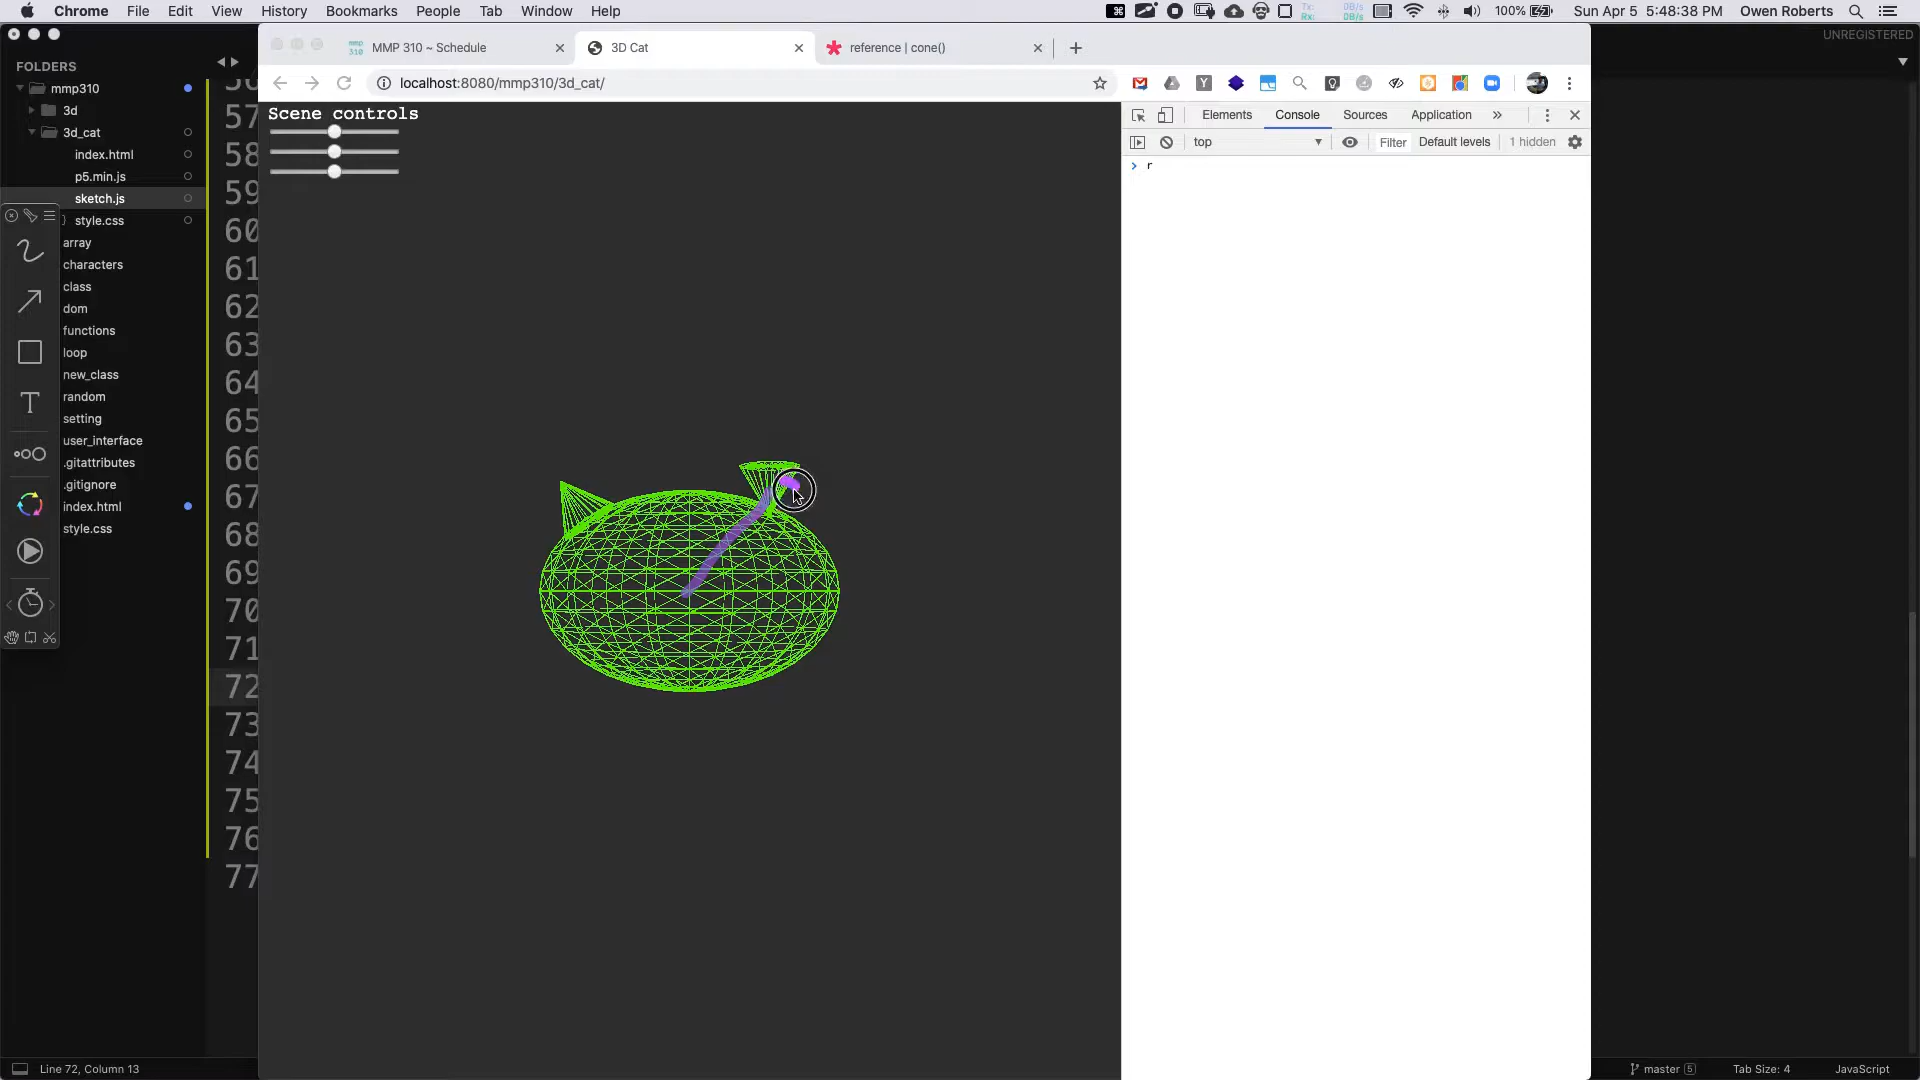 Chrome File Edit View History Bookmarks People Tab Window Help
100% Sun Apr 5 5:48:38 PM Owen Roberts
UNREGISTERED
FOLDERS
mmp310
3d
3d_cat
index.html
p5.min.js
sketch.js
style.css
array
characters
class
dom
functions
loop
new_class
random
setting
user_interface
.gitattributes
.gitignore
index.html
style.css
T
57
58
59
60
61
62
63
64
65
66
67
68
69
70
71
72
73
74
75
76
77
MMP 310 ~ Schedule
3D Cat
reference | cone()
localhost:8080/mmp310/3d_cat/
Scene controls
Elements Console Sources Application
top Filter Default levels 1 hidden
r
Line 72, Column 13
master 5 Tab Size: 4 JavaScript